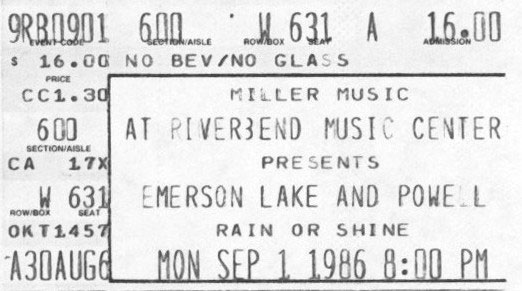 9RB0901 600 W 631 A 16.00
EVENT CODE SECTION/AISLE ROW/BOX SEAT ADMISSION
$ 16.00 NO BEV/NO GLASS
PRICE
CC1.30 MILLER MUSIC
600 AT RIVERBEND MUSIC CENTER
SECTION/AISLE
CA 17X PRESENTS
W 631 EMERSON LAKE AND POWELL
ROW/BOX SEAT
OKT1457 RAIN OR SHINE
A30AUG6 MON SEP 1 1986 8:00 PM